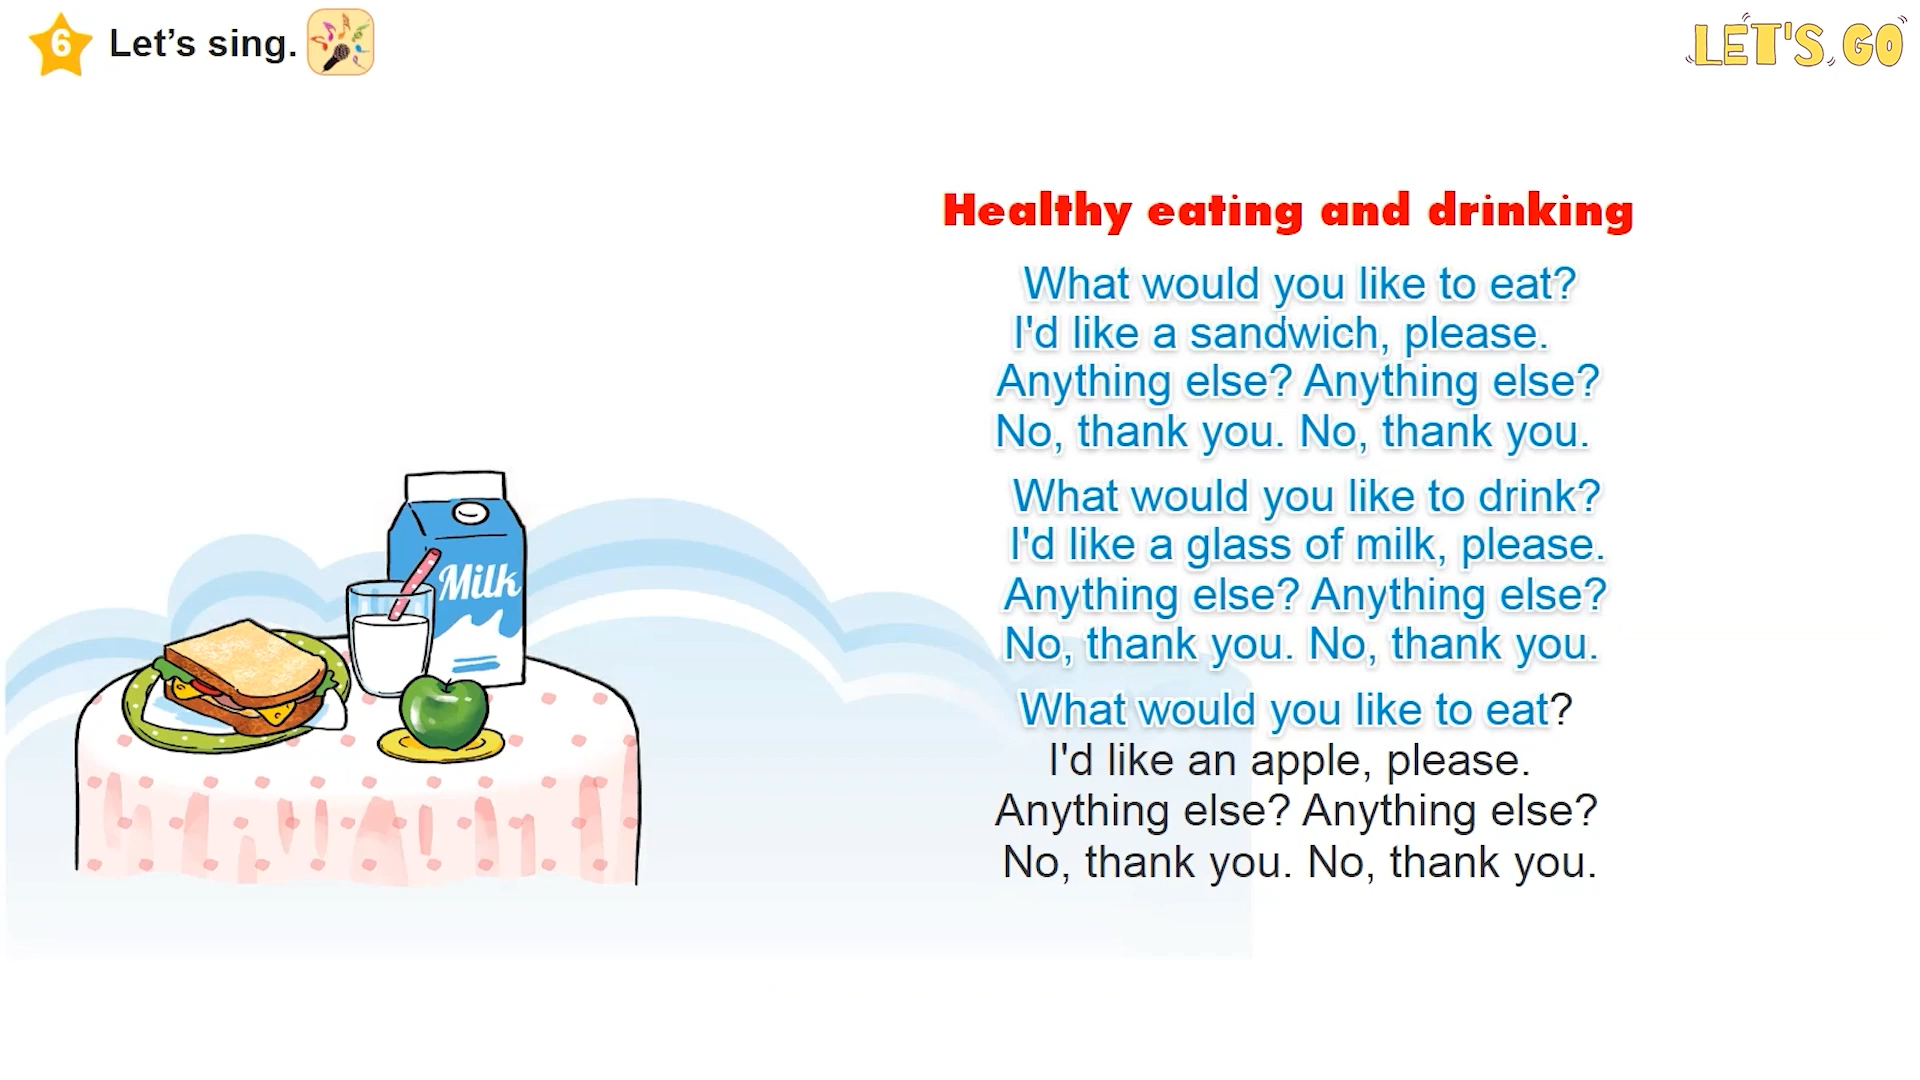 6 Let’s sing.
LET'S GO
Healthy eating and drinking
What would you like to eat?
I'd like a sandwich, please.
Anything else? Anything else?
No, thank you. No, thank you.
What would you like to drink?
I'd like a glass of milk, please.
Anything else? Anything else?
No, thank you. No, thank you.
What would you like to eat?
I'd like an apple, please.
Anything else? Anything else?
No, thank you. No, thank you.
Milk